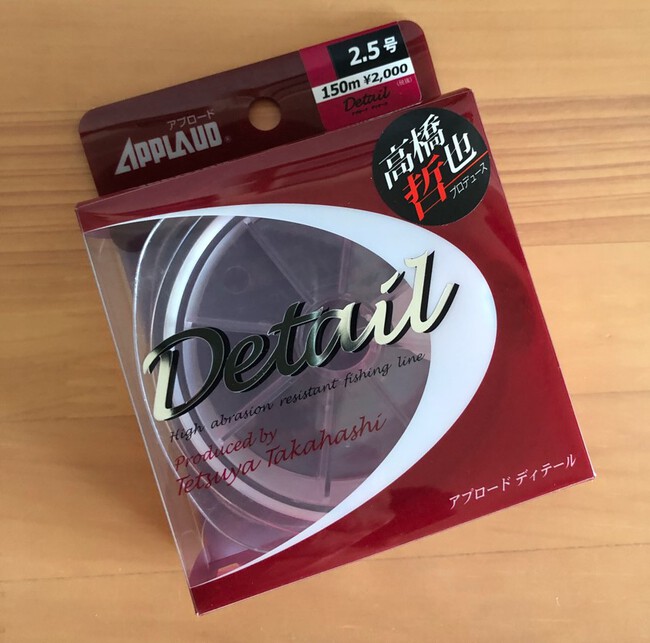 2.5号
150m ¥2,000
(税抜)
Detail
アプロード
APPLAUD®
高橋
哲也
プロデュース
Detail
High abrasion resistant fishing line
Produced by
Tetsuya Takahashi
アプロード ディテール